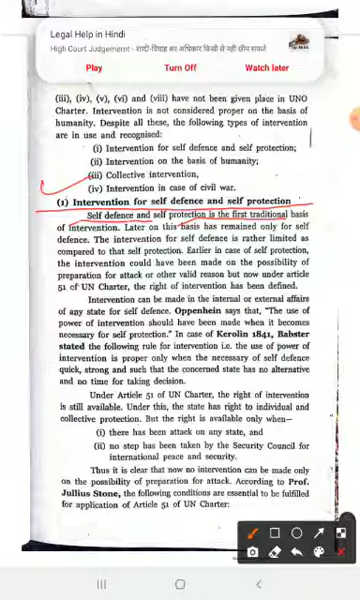 Legal Help in Hindi
High Court Judgement - शादी-विवाह का अधिकार किसी से नही छीन सकते
Play Turn Off Watch later
(iii), (iv), (v), (vi) and (viii) have not been given place in UNO
Charter. Intervention is not considered proper on the basis of
humanity. Despite all these, the following types of intervention
are in use and recognised:
(i) Intervention for self defence and self protection;
(ii) Intervention on the basis of humanity;
(iii) Collective intervention,
(iv) Intervention in case of civil war.
(1) Intervention for self defence and self protection
Self defence and self protection is the first traditional basis
of intervention. Later on this basis has remained only for self
defence. The intervention for self defence is rather limited as
compared to that self protection. Earlier in case of self protection,
the intervention could have been made on the possibility of
preparation for attack or other valid reason but now under article
51 of UN Charter, the right of intervention has been defined.
Intervention can be made in the internal or external affairs
of any state for self defence. Oppenhein says that, "The use of
power of intervention should have been made when it becomes
necessary for self protection." In case of Kerolin 1841, Babster
stated the following rule for intervention i.e. the use of power of
intervention is proper only when the necessary of self defence
quick, strong and such that the concerned state has no alternative
and no time for taking decision.
Under Article 51 of UN Charter, the right of intervention
is still available. Under this, the state has right to individual and
collective protection. But the right is available only when—
(i) there has been attack on any state, and
(ii) no step has been taken by the Security Council for
international peace and security.
Thus it is clear that now no intervention can be made only
on the possibility of preparation for attack. According to Prof.
Jullius Stone, the following conditions are essential to be fulfilled
for application of Article 51 of UN Charter: